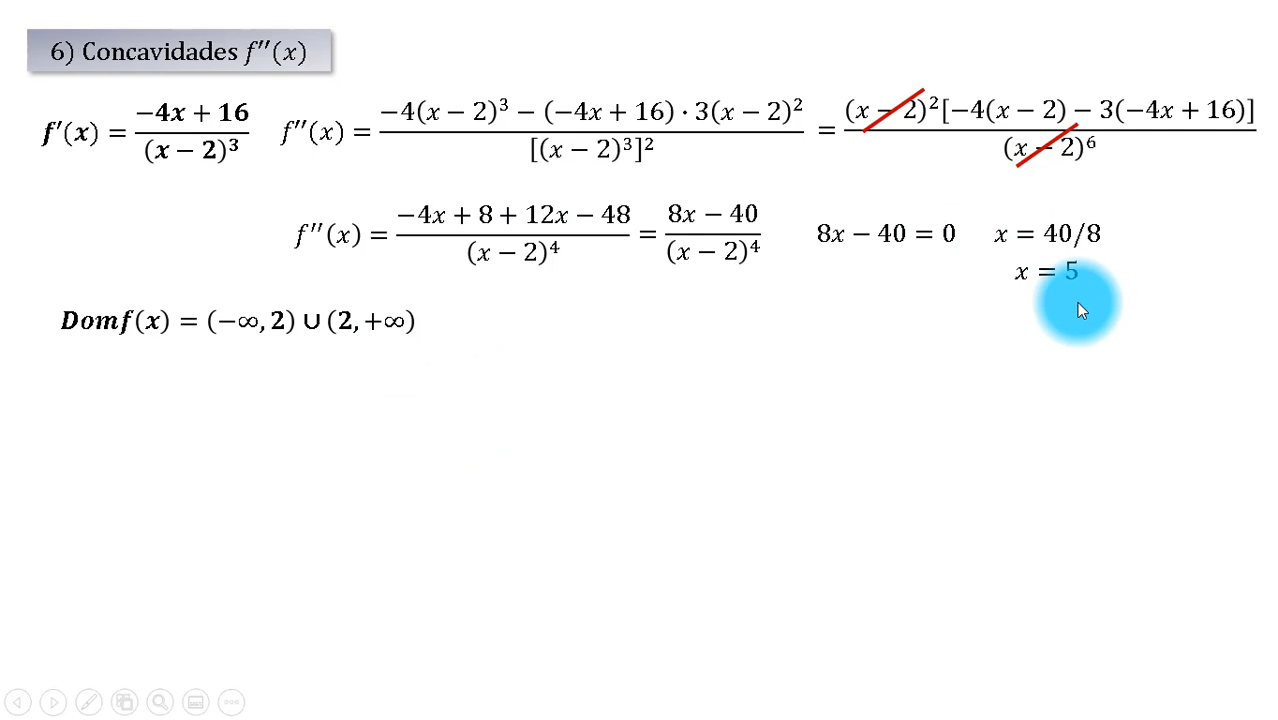 6) Concavidades f''(x)
f'(x) = (−4x + 16)/(x − 2)³ f''(x) = (−4(x − 2)³ − (−4x + 16) · 3(x − 2)²)/[(x − 2)³]² = ((x − 2)²[−4(x − 2) − 3(−4x + 16)])/(x − 2)⁶
f''(x) = (−4x + 8 + 12x − 48)/(x − 2)⁴ = (8x − 40)/(x − 2)⁴ 8x − 40 = 0 x = 40/8
x = 5
Domf(x) = (−∞, 2) ∪ (2, +∞)